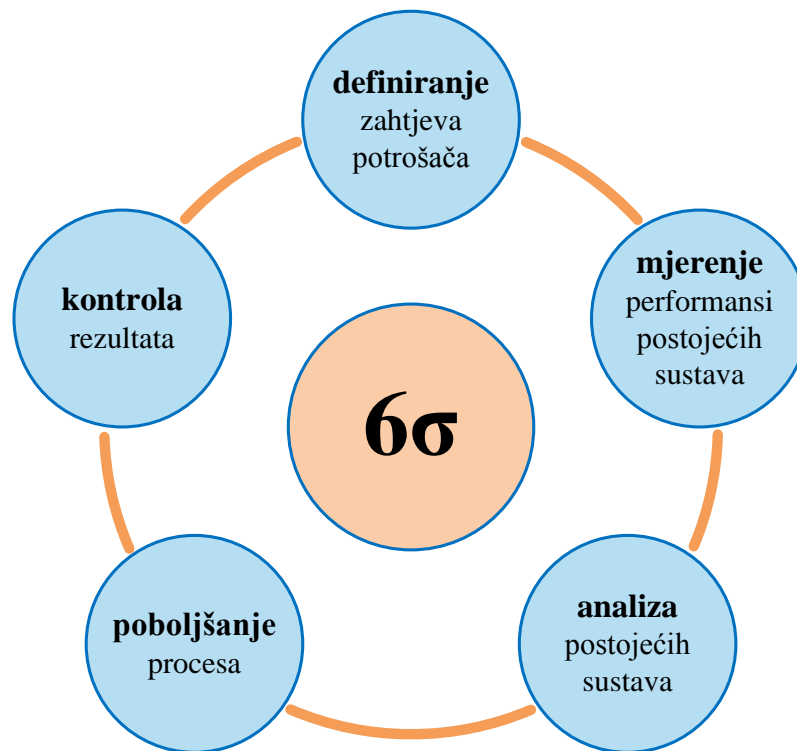 definiranje
zahtjeva
potrošača
mjerenje
performansi
postojećih
sustava
analiza
postojećih
sustava
poboljšanje
procesa
kontrola
rezultata
6σ